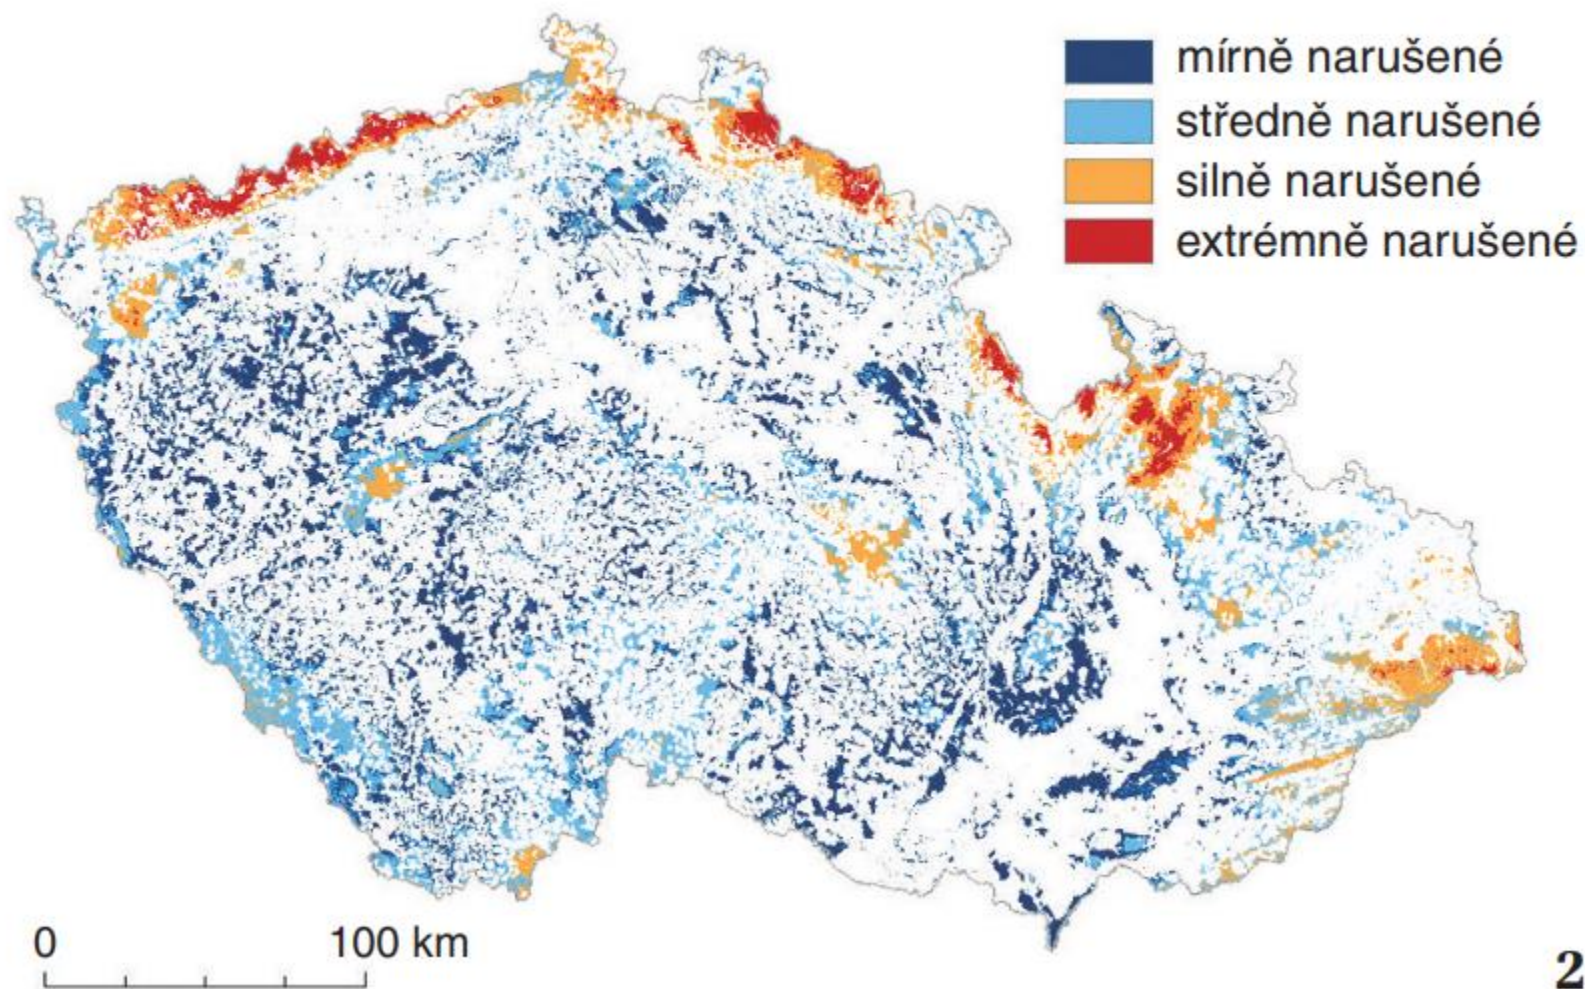 mírně narušené
středně narušené
silně narušené
extrémně narušené
0 100 km
2